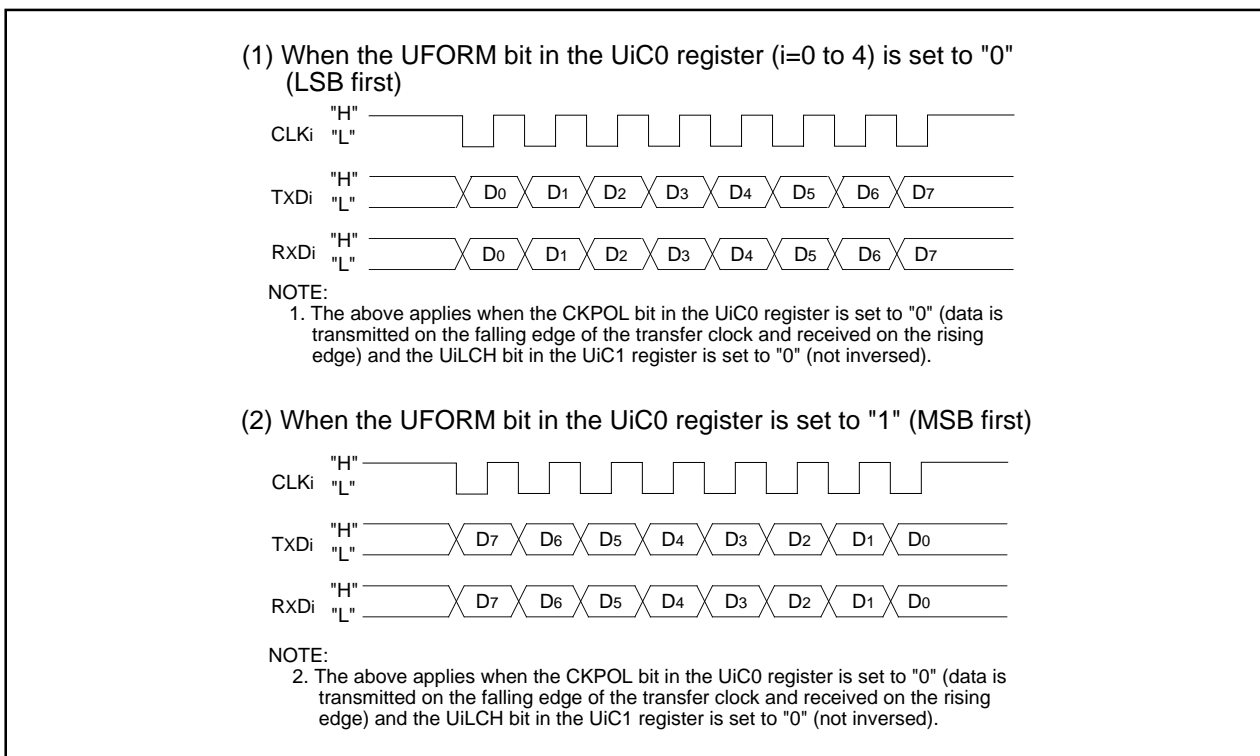 (1) When the UFORM bit in the UiC0 register (i=0 to 4) is set to "0"
(LSB first)
"H"
CLKi "L"
"H"
TXDi "L"
D0 D1 D2 D3 D4 D5 D6 D7
"H"
RXDi "L"
D0 D1 D2 D3 D4 D5 D6 D7
NOTE:
1. The above applies when the CKPOL bit in the UiC0 register is set to "0" (data is
transmitted on the falling edge of the transfer clock and received on the rising
edge) and the UiLCH bit in the UiC1 register is set to "0" (not inversed).
(2) When the UFORM bit in the UiC0 register is set to "1" (MSB first)
"H"
CLKi "L"
"H"
TXDi "L"
D7 D6 D5 D4 D3 D2 D1 D0
"H"
RXDi "L"
D7 D6 D5 D4 D3 D2 D1 D0
NOTE:
2. The above applies when the CKPOL bit in the UiC0 register is set to "0" (data is
transmitted on the falling edge of the transfer clock and received on the rising
edge) and the UiLCH bit in the UiC1 register is set to "0" (not inversed).